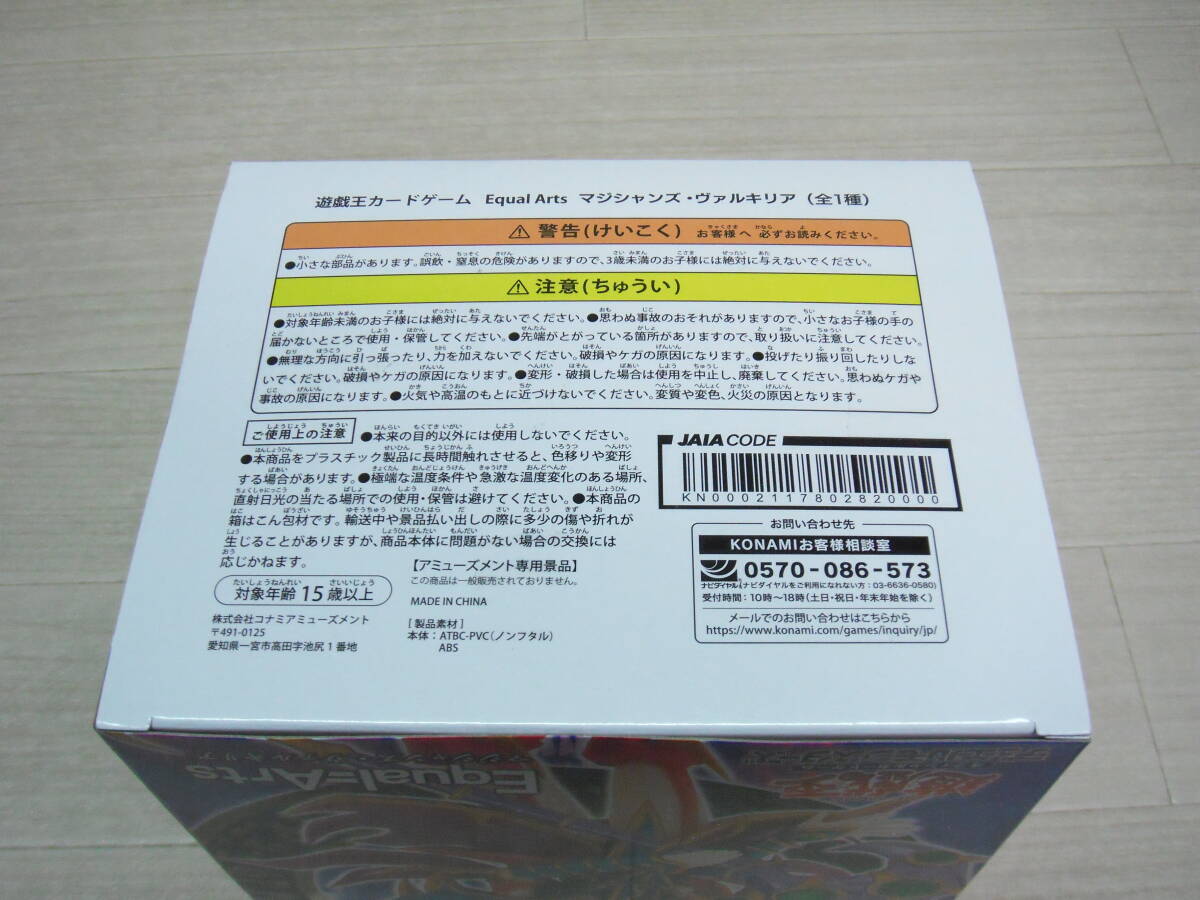 遊戯王カードゲーム Equal Arts マジシャンズ・ヴァルキリア (全1種)
⚠ 警告(けいこく) お客様へ 必ずお読みください。
●小さな部品があります。誤飲・窒息の危険がありますので、3歳未満のお子様には絶対に与えないでください。
⚠ 注意(ちゅうい)
●対象年齢未満のお子様には絶対に与えないでください。●思わぬ事故のおそれがありますので、小さなお子様の手の
届かないところで使用・保管してください。●先端がとがっている箇所がありますので、取り扱いに注意してください。
●無理な方向に引っ張ったり、力を加えないでください。破損やケガの原因になります。●投げたり振り回したりしな
いでください。破損やケガの原因になります。●変形・破損した場合は使用を中止し、廃棄してください。思わぬケガや
事故の原因になります。●火気や高温のもとに近づけないでください。変質や変色、火災の原因となります。
ご使用上の注意 ●本来の目的以外には使用しないでください。
●本商品をプラスチック製品に長時間触れさせると、色移りや変形
する場合があります。●極端な温度条件や急激な温度変化のある場所、
直射日光の当たる場所での使用・保管は避けてください。●本商品の
箱はこん包材です。輸送中や景品払い出しの際に多少の傷や折れが
生じることがありますが、商品本体に問題がない場合の交換には
応じかねます。
対象年齢 15歳以上
株式会社コナミアミューズメント
〒491-0125
愛知県一宮市高田字池尻1番地
【アミューズメント専用景品】
この商品は一般販売されておりません。
MADE IN CHINA
[製品素材]
本体：ATBC-PVC(ノンフタル)
ABS
JAIA CODE
KN0002117802820000
お問い合わせ先
KONAMIお客様相談室
0570-086-573
ナビダイヤル(ナビダイヤルをご利用になれない方：03-6636-0580)
受付時間：10時～18時(土日・祝日・年末年始を除く)
メールでのお問い合わせはこちらから
https://www.konami.com/games/inquiry/jp/
Equal=Arts
マジシャンズ・ヴァルキリア
遊戯王